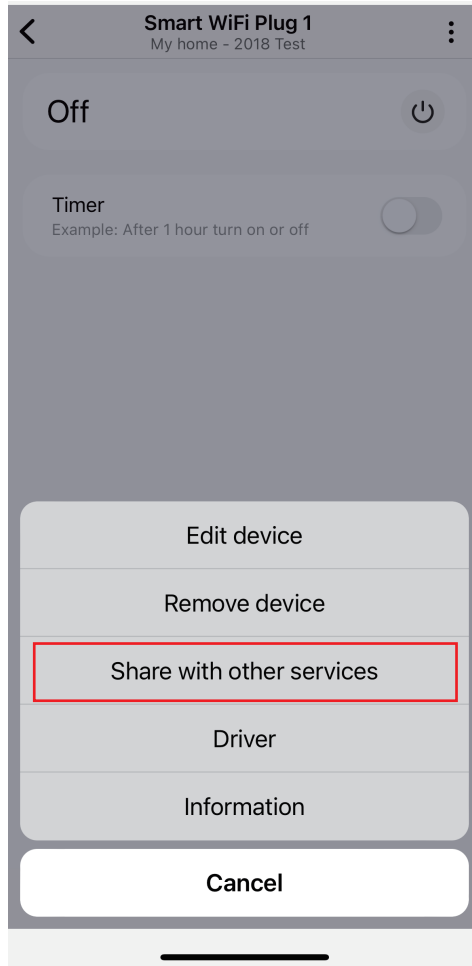 Smart WiFi Plug 1
My home - 2018 Test
Off
Timer
Example: After 1 hour turn on or off
Edit device
Remove device
Share with other services
Driver
Information
Cancel